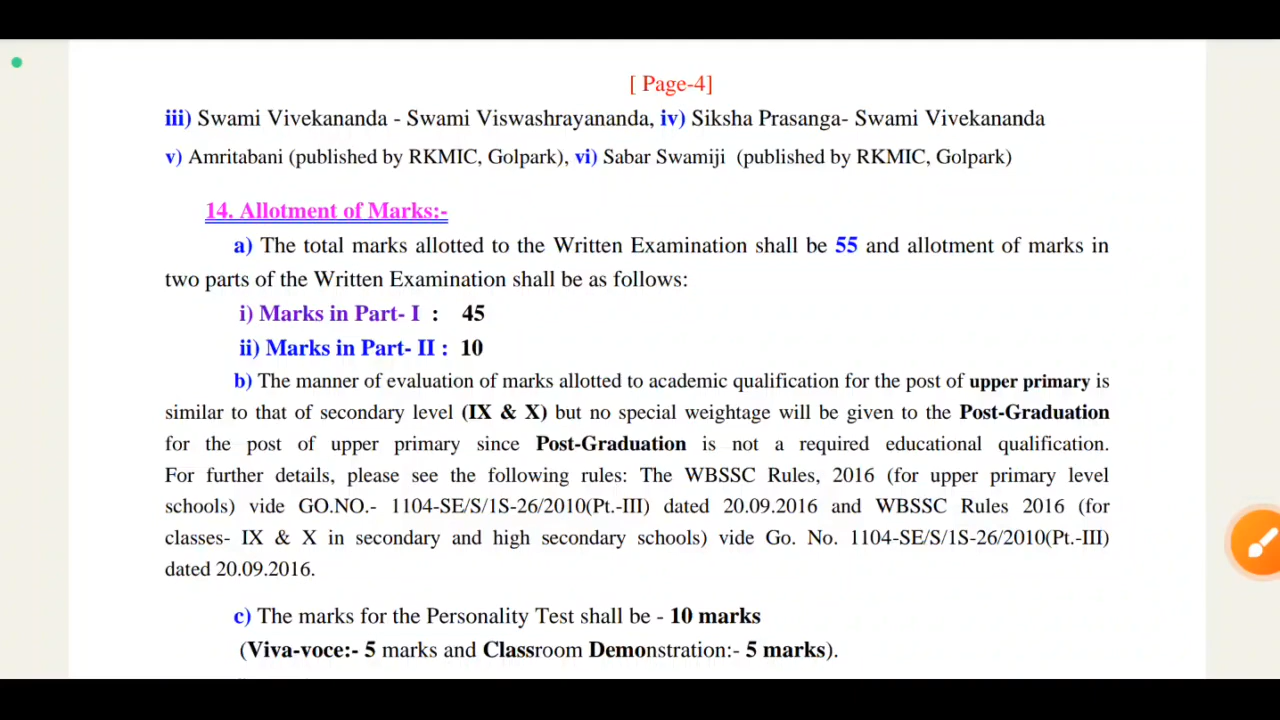 [ Page-4]
iii) Swami Vivekananda - Swami Viswashrayananda, iv) Siksha Prasanga- Swami Vivekananda
v) Amritabani (published by RKMIC, Golpark), vi) Sabar Swamiji (published by RKMIC, Golpark)
14. Allotment of Marks:-
a) The total marks allotted to the Written Examination shall be 55 and allotment of marks in
two parts of the Written Examination shall be as follows:
i) Marks in Part- I : 45
ii) Marks in Part- II : 10
b) The manner of evaluation of marks allotted to academic qualification for the post of upper primary is
similar to that of secondary level (IX & X) but no special weightage will be given to the Post-Graduation
for the post of upper primary since Post-Graduation is not a required educational qualification.
For further details, please see the following rules: The WBSSC Rules, 2016 (for upper primary level
schools) vide GO.NO.- 1104-SE/S/1S-26/2010(Pt.-III) dated 20.09.2016 and WBSSC Rules 2016 (for
classes- IX & X in secondary and high secondary schools) vide Go. No. 1104-SE/S/1S-26/2010(Pt.-III)
dated 20.09.2016.
c) The marks for the Personality Test shall be - 10 marks
(Viva-voce:- 5 marks and Classroom Demonstration:- 5 marks).